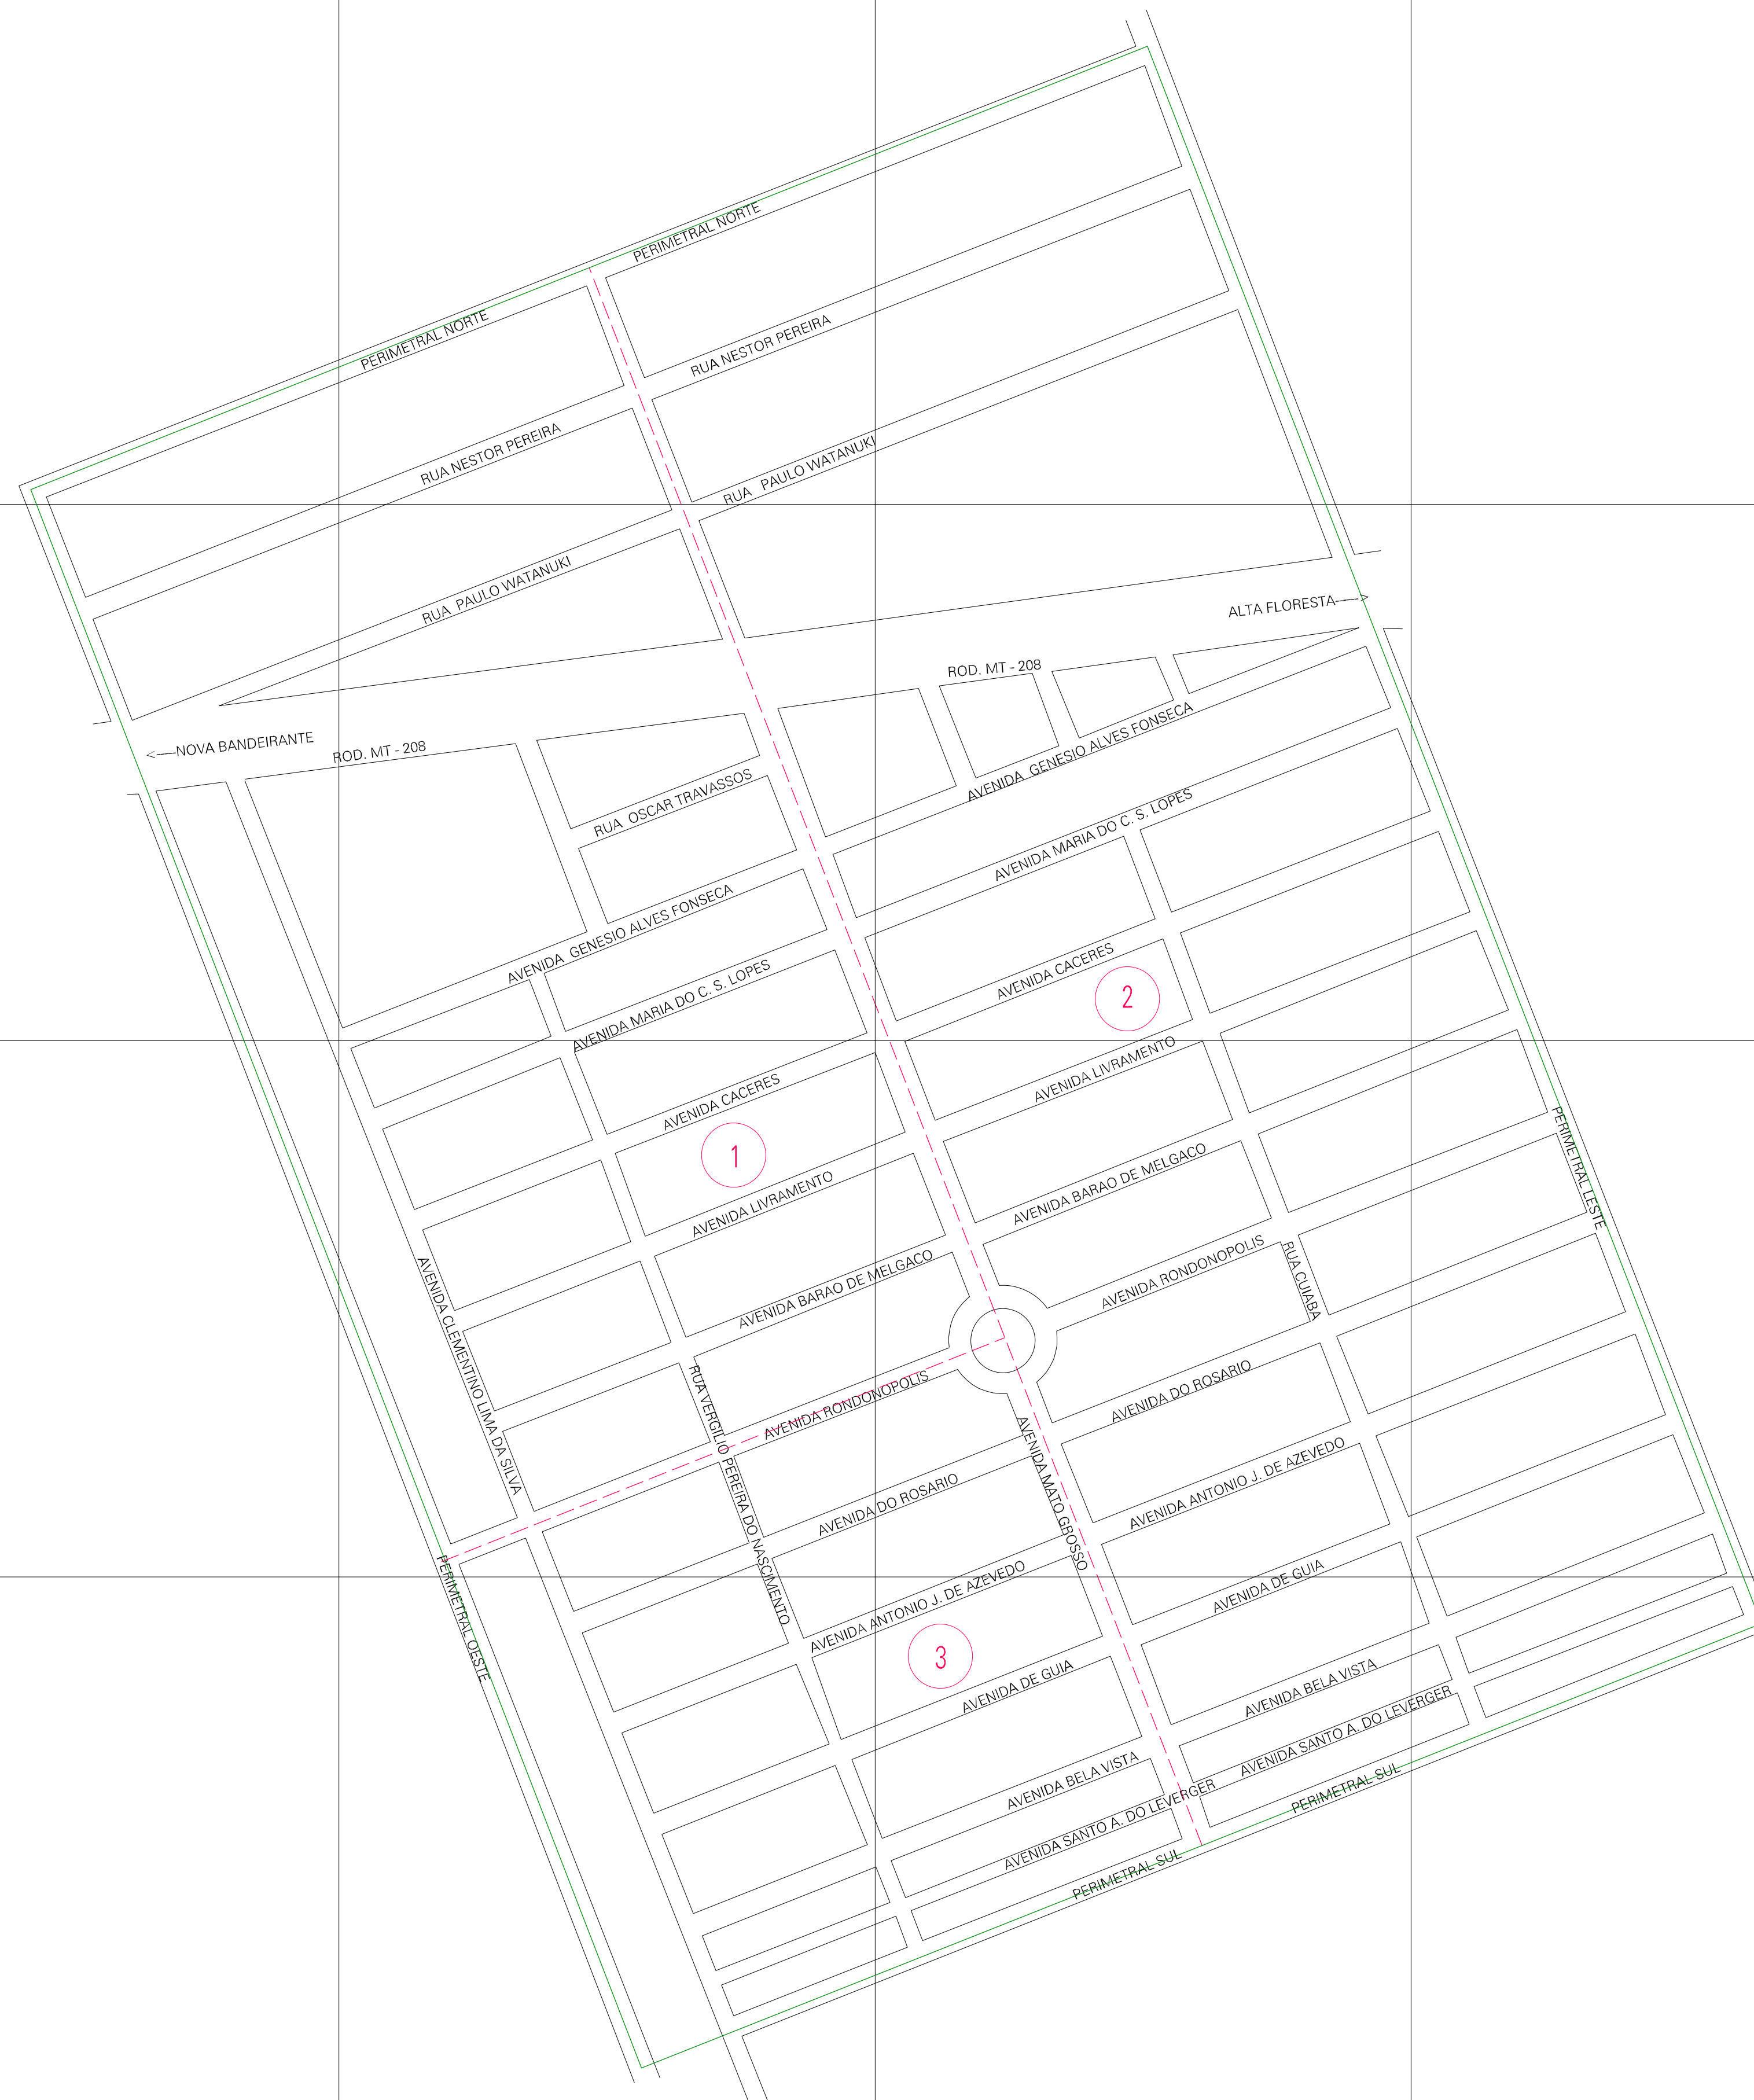 PERIMETRAL NORTE
PERIMETRAL NORTE
RUA NESTOR PEREIRA
RUA NESTOR PEREIRA
RUA PAULO WATANUKI
RUA PAULO WATANUKI
ALTA FLORESTA----->
ROD. MT - 208
<-----NOVA BANDEIRANTE
ROD. MT - 208
RUA OSCAR TRAVASSOS
AVENIDA GENESIO ALVES FONSECA
AVENIDA MARIA DO C. S. LOPES
AVENIDA GENESIO ALVES FONSECA
AVENIDA CACERES
2
AVENIDA MARIA DO C. S. LOPES
AVENIDA LIVRAMENTO
AVENIDA CACERES
1
PERIMETRAL LESTE
AVENIDA BARAO DE MELGACO
AVENIDA LIVRAMENTO
AVENIDA RONDONOPOLIS
RUA CUIABA
AVENIDA BARAO DE MELGACO
AVENIDA CLEMENTINO LIMA DA SILVA
AVENIDA DO ROSARIO
AVENIDA RONDONOPOLIS
RUA VERGILIO PEREIRA DO NASCIMENTO
AVENIDA MATO GROSSO
AVENIDA ANTONIO J. DE AZEVEDO
AVENIDA DO ROSARIO
AVENIDA DE GUIA
PERIMETRAL OESTE
AVENIDA ANTONIO J. DE AZEVEDO
3
AVENIDA DE GUIA
AVENIDA BELA VISTA
AVENIDA SANTO A. DO LEVERGER
AVENIDA BELA VISTA
PERIMETRAL SUL
AVENIDA SANTO A. DO LEVERGER
PERIMETRAL SUL